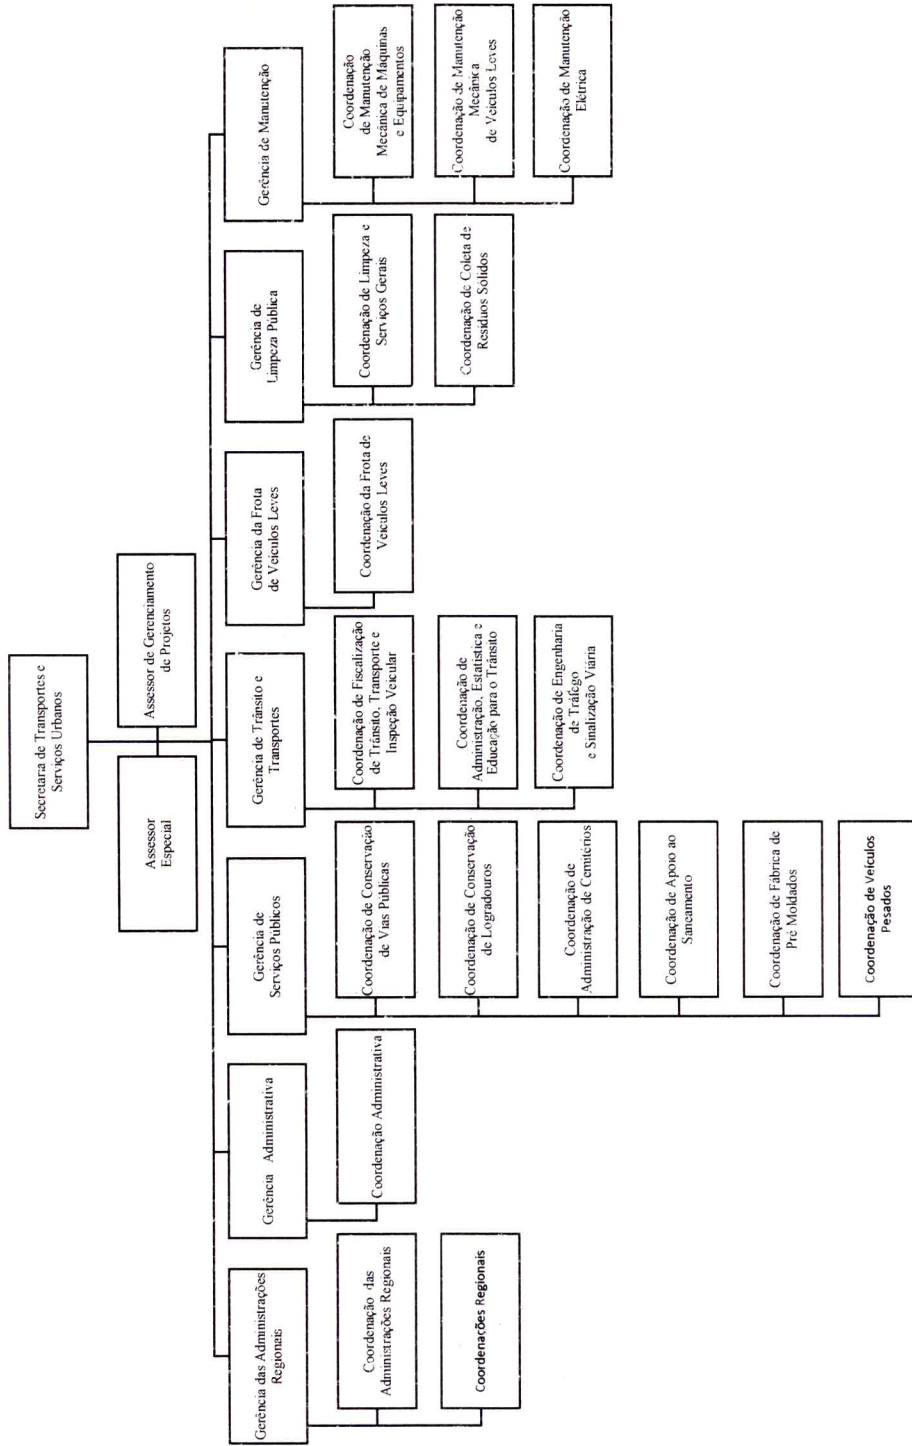 Secretaria de Transportes e
Serviços Urbanos
Assessor
Especial
Assessor de Gerenciamento
de Projetos
Gerência das Administrações
Regionais
Coordenação das
Administrações Regionais
Coordenações Regionais
Gerência Administrativa
Coordenação Administrativa
Gerência de
Serviços Públicos
Coordenação de Conservação
de Vias Públicas
Coordenação de Conservação
de Logradouros
Coordenação de
Administração de Cemitérios
Coordenação de Apoio ao
Saneamento
Coordenação de Fábrica de
Pré Moldados
Coordenação de Veículos
Pesados
Gerência de Trânsito e
Transportes
Coordenação de Fiscalização
de Trânsito, Transporte e
Inspeção Veicular
Coordenação de
Administração, Estatística e
Educação para o Trânsito
Coordenação de Engenharia
de Tráfego
e Sinalização Viária
Gerência da Frota
de Veículos Leves
Coordenação da Frota de
Veículos Leves
Gerência de
Limpeza Pública
Coordenação de Limpeza e
Serviços Gerais
Coordenação de Coleta de
Resíduos Sólidos
Gerência de Manutenção
Coordenação
de Manutenção
Mecânica de Máquinas
e Equipamentos
Coordenação de Manutenção
Mecânica
de Veículos Leves
Coordenação de Manutenção
Elétrica